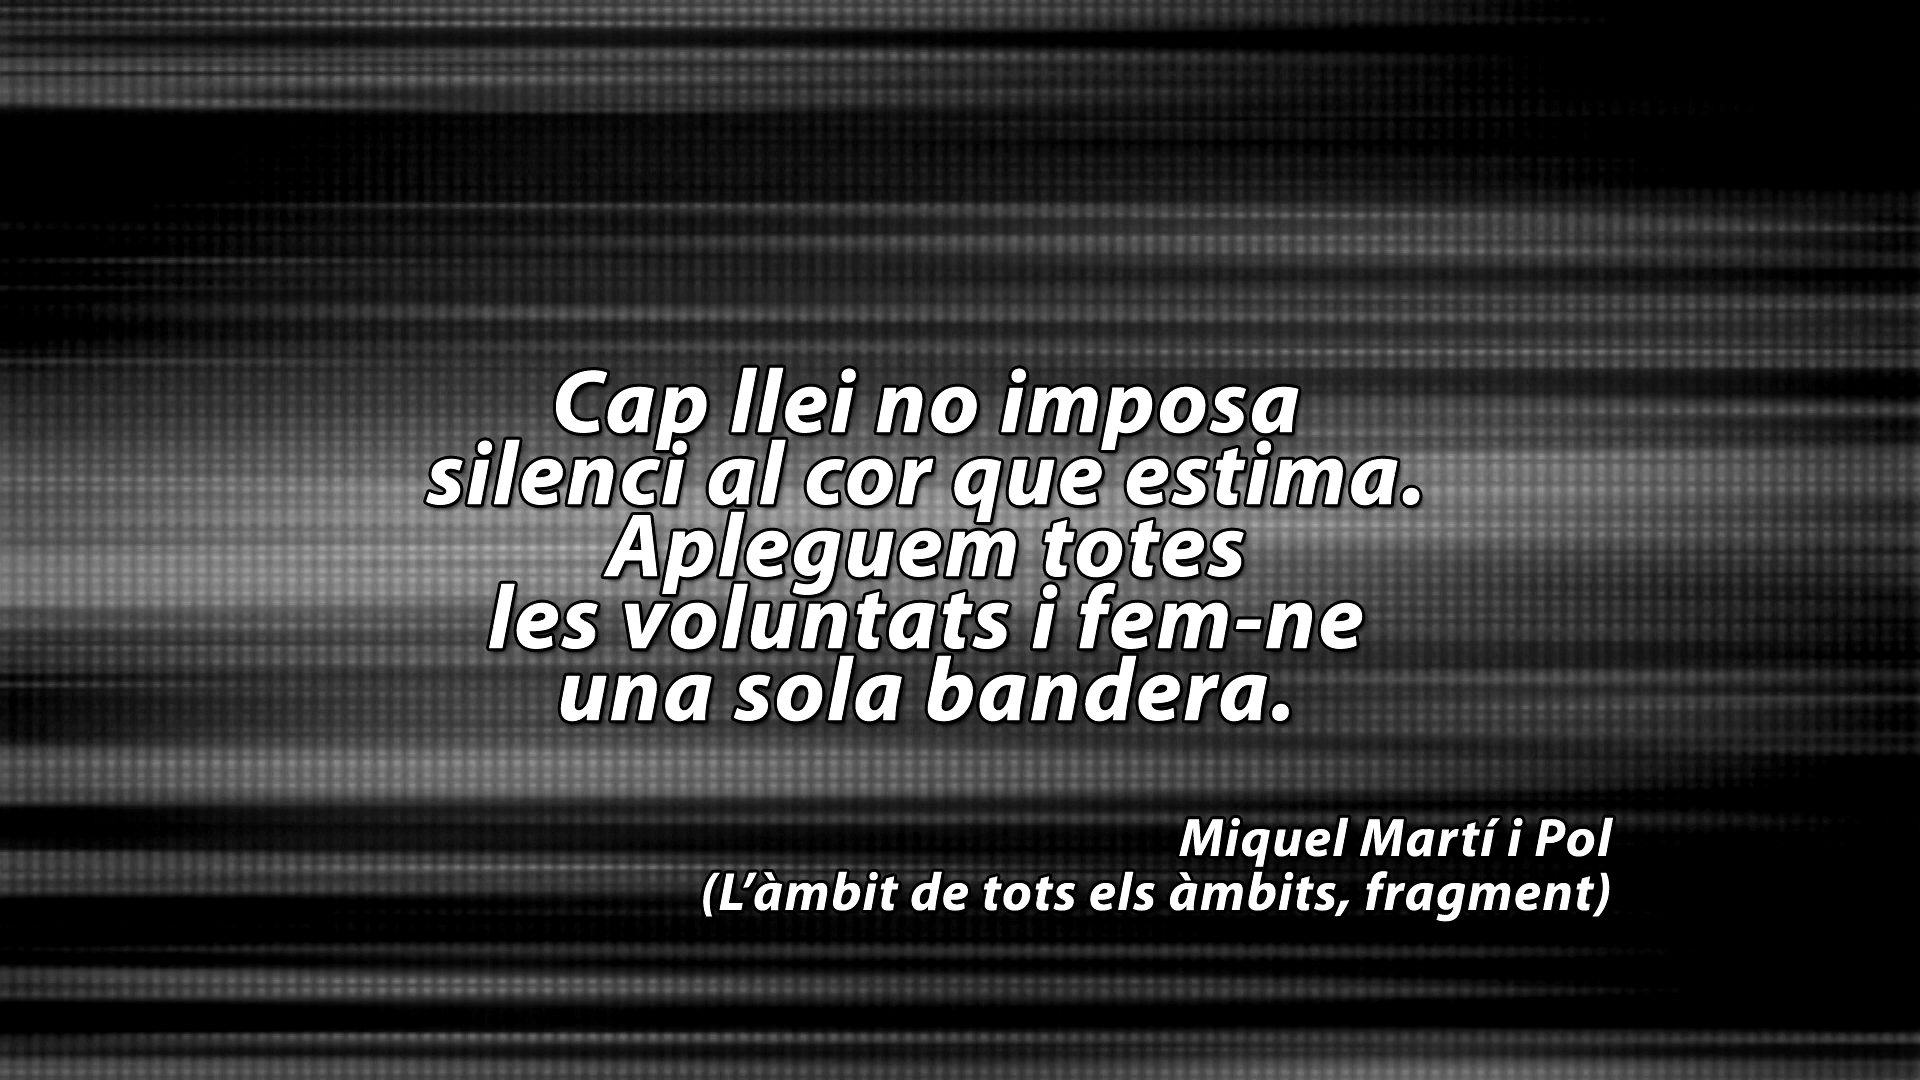 Cap llei no imposa
silenci al cor que estima.
Apleguem totes
les voluntats i fem-ne
una sola bandera.
Miquel Martí i Pol
(L’àmbit de tots els àmbits, fragment)